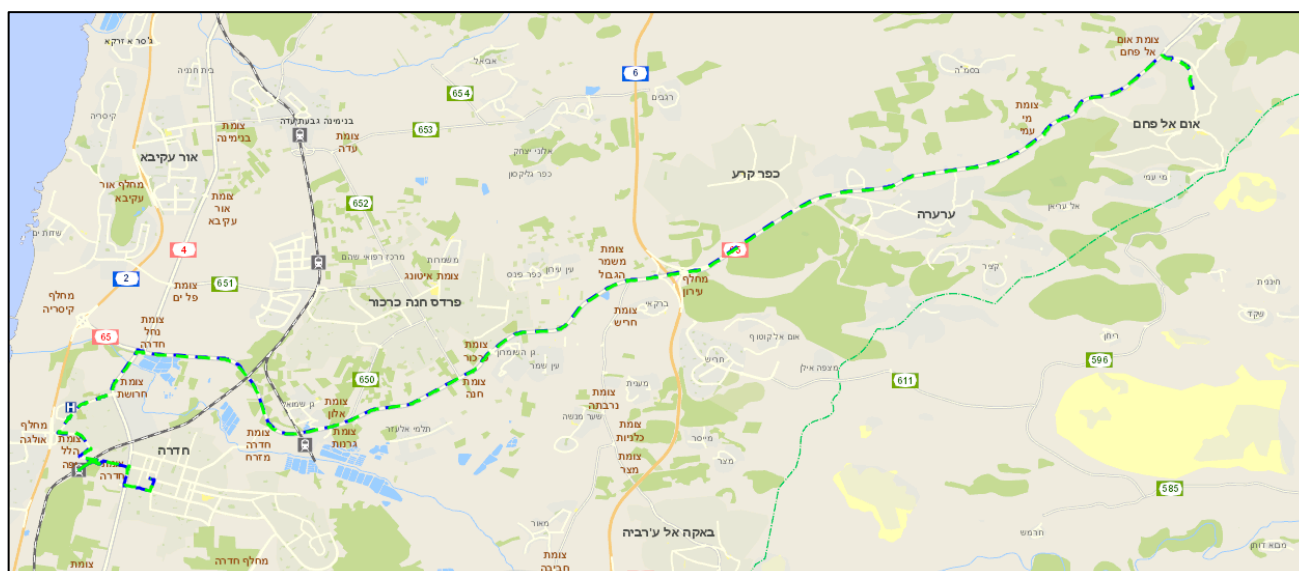 ג'סר א זרקא
בית חנניה
אביאל
6
צומת אום
אל פחם
קיסריה
654
רגבים
בסמ"ה
צומת
בנימינה
בנימינה גבעת עדה
653
צומת
עדה
צומת
מי
עמי
אום אל פחם
אור עקיבא
אלוני יצחק
כפר גליקסון
כפר קרע
מי עמי
מחלף אור
עקיבא
צומת
אור
עקיבא
652
ערערה
אל עריאן
שדות ים
4
משמרות
מרכז רפואי שוהם
צומת
משמר
הגבול
65
קציר
2
651
צומת איטונג
עין עירון
כפר פינס
מחלף
עירון
חיננית
צומת
פל ים
מחלף
קיסריה
פרדס חנה כרכור
ברקאי
צומת
חריש
שקד
צומת
נחל
חדרה
65
אום אל קוטוף
ריחן
צומת
כרכור
גן השומרון
חריש
596
עין שמר
מצפה אילן
611
650
צומת
חנה
מענית
צומת
חרושת
צומת
נרבתה
גן שמואל
צומת
אלון
שער מנשה
H
מחלף
אולגה
תלמי אלעזר
צומת
גרנות
צומת
כלניות
צומת
חדרה
מזרח
מייסר
צומת
הלל
יפה
חדרה
צומת
חדרה
צומת
מצר
מצר
585
מאור
חרמש
באקה אל ע'רביה
מבוא דותן
מחלף חדרה
צומת
צומת
חביבה